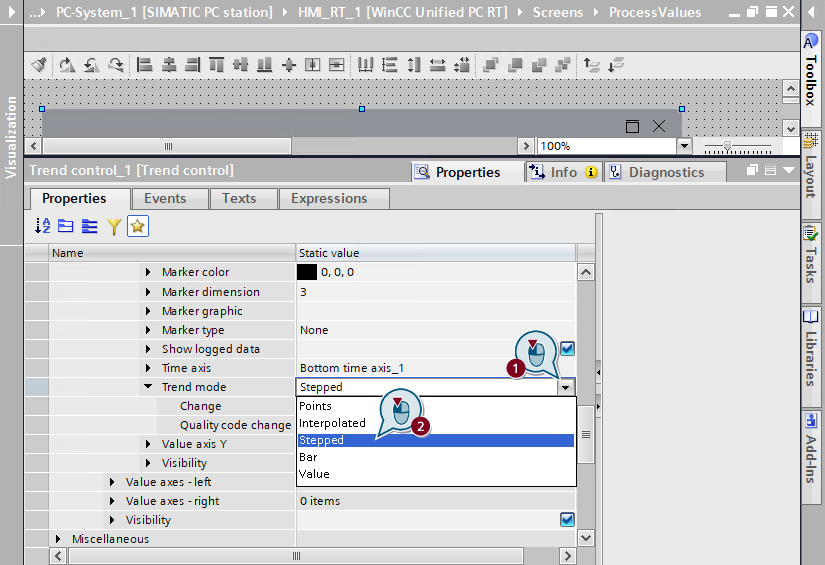 ...› PC-System_1 [SIMATIC PC station] › HMI_RT_1 [WinCC Unified PC RT] › Screens › ProcessValues
Visualization
100%
Trend control_1 [Trend control]
Properties
Info
Diagnostics
Properties
Events
Texts
Expressions
Name
Static value
Marker color
0, 0, 0
Marker dimension
3
Marker graphic
Marker type
None
Show logged data
Time axis
Bottom time axis_1
1
Trend mode
Stepped
Change
Points
Quality code change
Interpolated
2
Stepped
Value axis Y
Bar
Visibility
Value
Value axes - left
Value axes - right
0 items
Visibility
Miscellaneous
Toolbox
Layout
Tasks
Libraries
Add-Ins